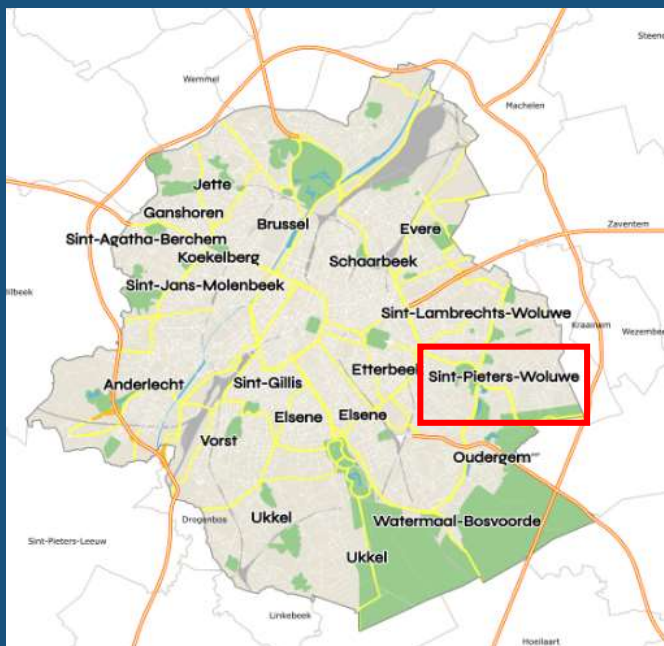 Steen
Wemmel
Machelen
Jette
Ganshoren
Brussel
Evere
Zaventem
Sint-Agatha-Berchem
Koekelberg
Schaarbeek
Sint-Jans-Molenbeek
ilbeek
Sint-Lambrechts-Woluwe
Kraainem
Wezembee
Etterbeek
Sint-Pieters-Woluwe
Anderlecht
Sint-Gillis
Elsene
Elsene
Vorst
Oudergem
Ukkel
Watermaal-Bosvoorde
Drogenbos
Sint-Pieters-Leeuw
Ukkel
Linkebeek
Hoeilaart